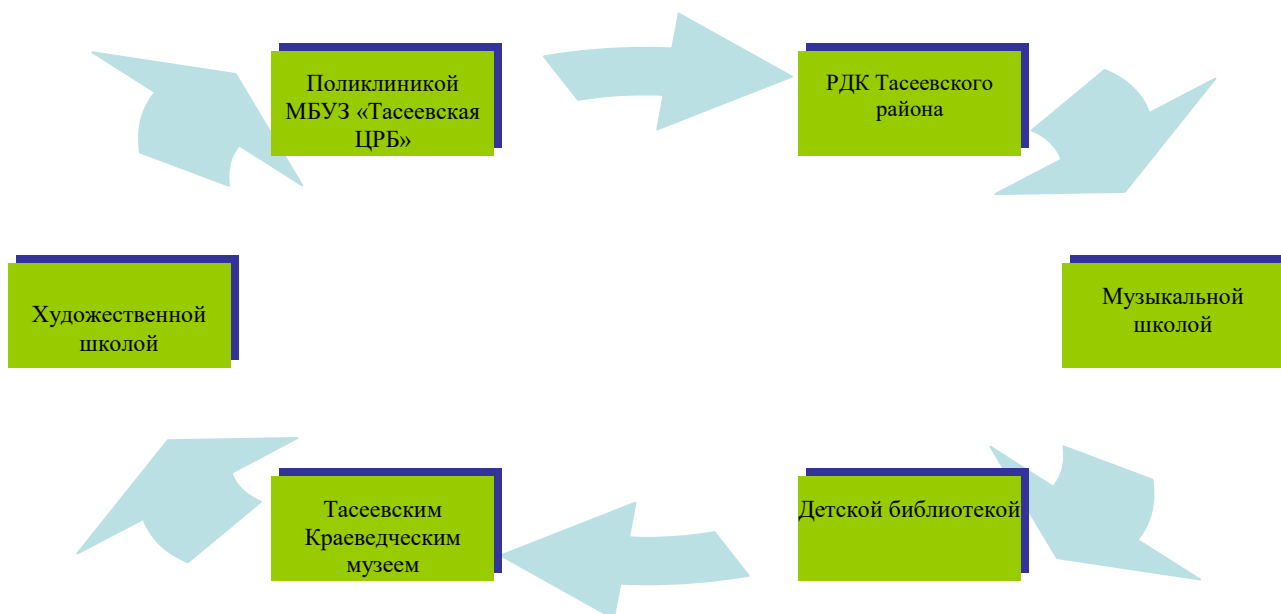 Поликлиникой
МБУЗ «Тасеевская
ЦРБ»
РДК Тасеевского
района
Художественной
школой
Музыкальной
школой
Тасеевским
Краеведческим
музеем
Детской библиотекой